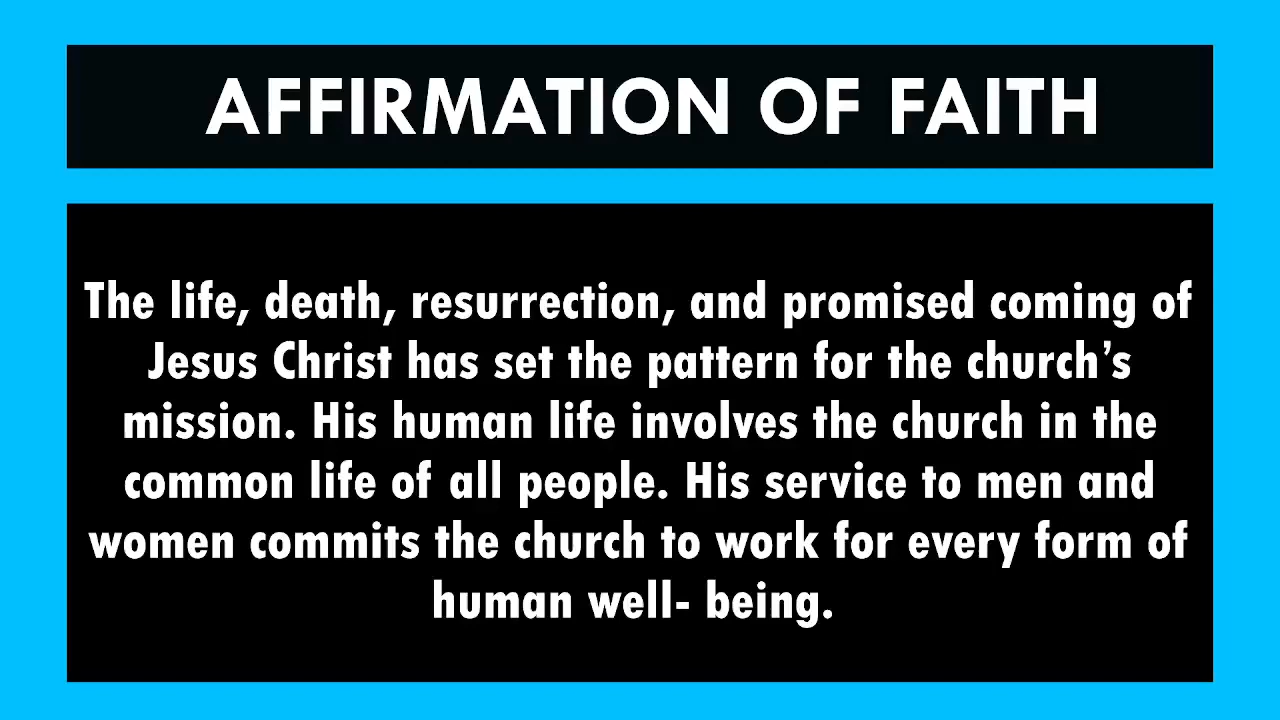 AFFIRMATION OF FAITH
The life, death, resurrection, and promised coming of
Jesus Christ has set the pattern for the church’s
mission. His human life involves the church in the
common life of all people. His service to men and
women commits the church to work for every form of
human well- being.